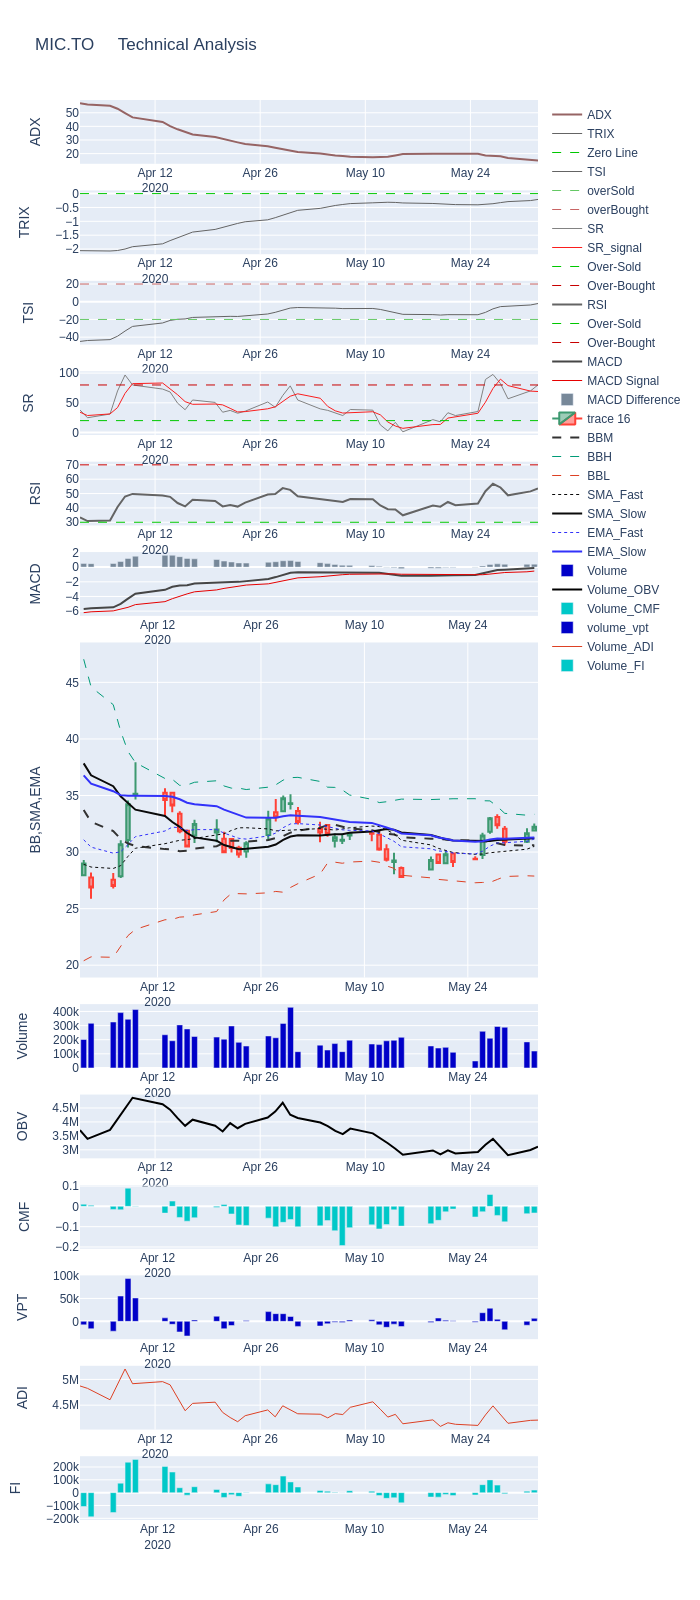 MIC.TO Technical Analysis
ADX
50
40
30
20
Apr 12
2020
Apr 26
May 10
May 24
TRIX
0
−0.5
−1
−1.5
−2
Apr 12
2020
Apr 26
May 10
May 24
TSI
20
0
−20
−40
Apr 12
2020
Apr 26
May 10
May 24
SR
100
50
0
Apr 12
2020
Apr 26
May 10
May 24
RSI
70
60
50
40
30
Apr 12
2020
Apr 26
May 10
May 24
MACD
2
0
−2
−4
−6
Apr 12
2020
Apr 26
May 10
May 24
BB,SMA,EMA
45
40
35
30
25
20
Apr 12
2020
Apr 26
May 10
May 24
Volume
400k
300k
200k
100k
0
Apr 12
2020
Apr 26
May 10
May 24
OBV
4.5M
4M
3.5M
3M
Apr 12
2020
Apr 26
May 10
May 24
CMF
0.1
0
−0.1
−0.2
Apr 12
2020
Apr 26
May 10
May 24
VPT
100k
50k
0
Apr 12
2020
Apr 26
May 10
May 24
ADI
5M
4.5M
Apr 12
2020
Apr 26
May 10
May 24
FI
200k
100k
0
−100k
−200k
Apr 12
2020
Apr 26
May 10
May 24
ADX
TRIX
Zero Line
TSI
overSold
overBought
SR
SR_signal
Over-Sold
Over-Bought
RSI
Over-Sold
Over-Bought
MACD
MACD Signal
MACD Difference
trace 16
BBM
BBH
BBL
SMA_Fast
SMA_Slow
EMA_Fast
EMA_Slow
Volume
Volume_OBV
Volume_CMF
volume_vpt
Volume_ADI
Volume_FI